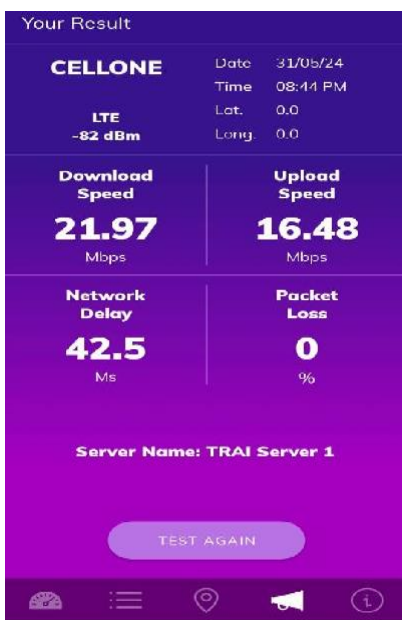 Your Result
CELLONE
LTE
-82 dBm
Date 31/05/24
Time 08:44 PM
Lat. 0.0
Long. 0.0
Download
Speed
21.97
Mbps
Upload
Speed
16.48
Mbps
Network
Delay
42.5
Ms
Packet
Loss
0
%
Server Name: TRAI Server 1
TEST AGAIN
i